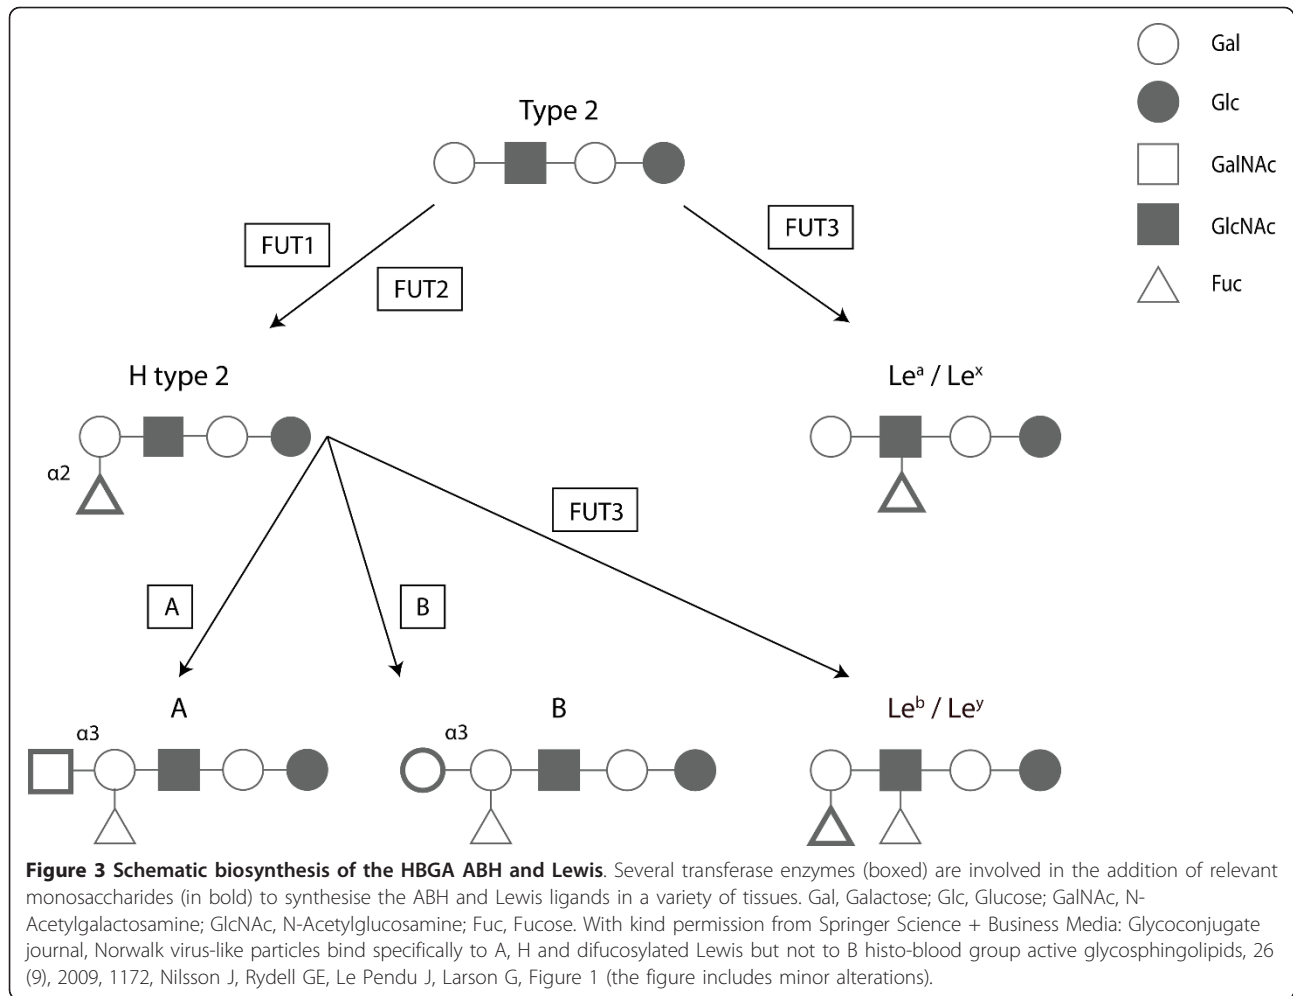 Gal
Glc
GalNAc
GlcNAc
Fuc
Type 2
FUT1
FUT2
FUT3
H type 2
Leᵃ / Leˣ
α2
FUT3
A
B
A
B
Leᵇ / Leʸ
α3
α3
Figure 3 Schematic biosynthesis of the HBGA ABH and Lewis. Several transferase enzymes (boxed) are involved in the addition of relevant
monosaccharides (in bold) to synthesise the ABH and Lewis ligands in a variety of tissues. Gal, Galactose; Glc, Glucose; GalNAc, N-
Acetylgalactosamine; GlcNAc, N-Acetylglucosamine; Fuc, Fucose. With kind permission from Springer Science + Business Media: Glycoconjugate
journal, Norwalk virus-like particles bind specifically to A, H and difucosylated Lewis but not to B histo-blood group active glycosphingolipids, 26
(9), 2009, 1172, Nilsson J, Rydell GE, Le Pendu J, Larson G, Figure 1 (the figure includes minor alterations).